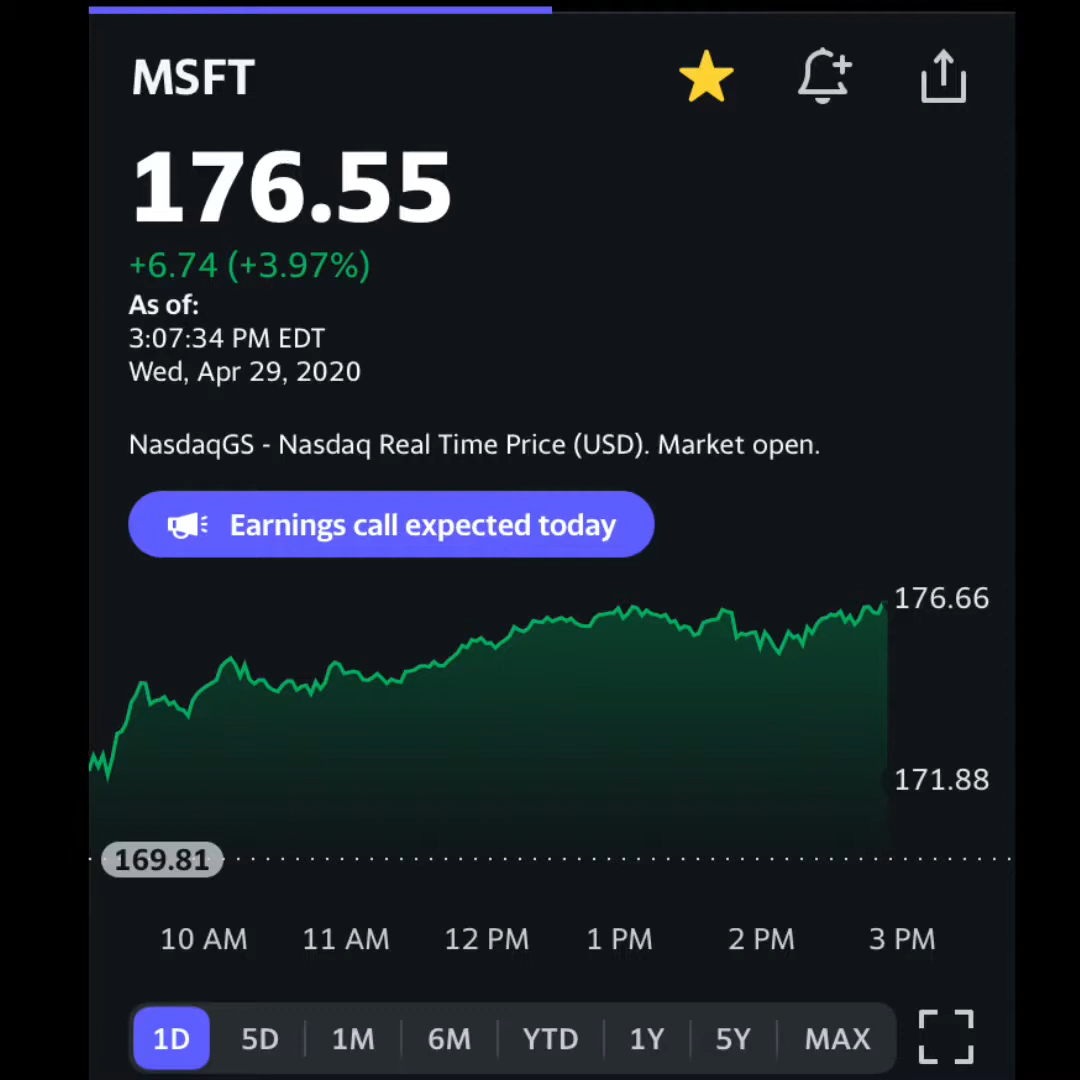 MSFT
176.55
+6.74 (+3.97%)
As of:
3:07:34 PM EDT
Wed, Apr 29, 2020
NasdaqGS - Nasdaq Real Time Price (USD). Market open.
Earnings call expected today
176.66
171.88
169.81
10 AM 11 AM 12 PM 1 PM 2 PM 3 PM
1D 5D 1M 6M YTD 1Y 5Y MAX